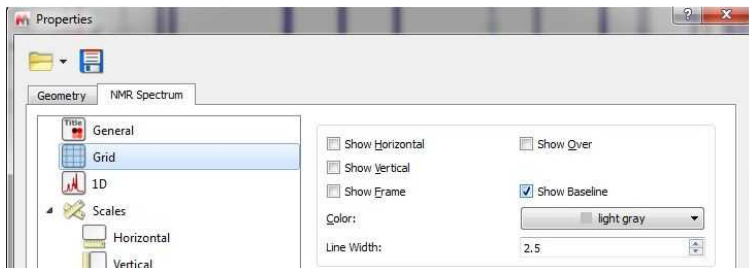 Properties
Geometry
NMR Spectrum
Title
General
Grid
1D
Scales
Horizontal
Vertical
Show Horizontal
Show Over
Show Vertical
Show Frame
Show Baseline
Color:
light gray
Line Width:
2.5